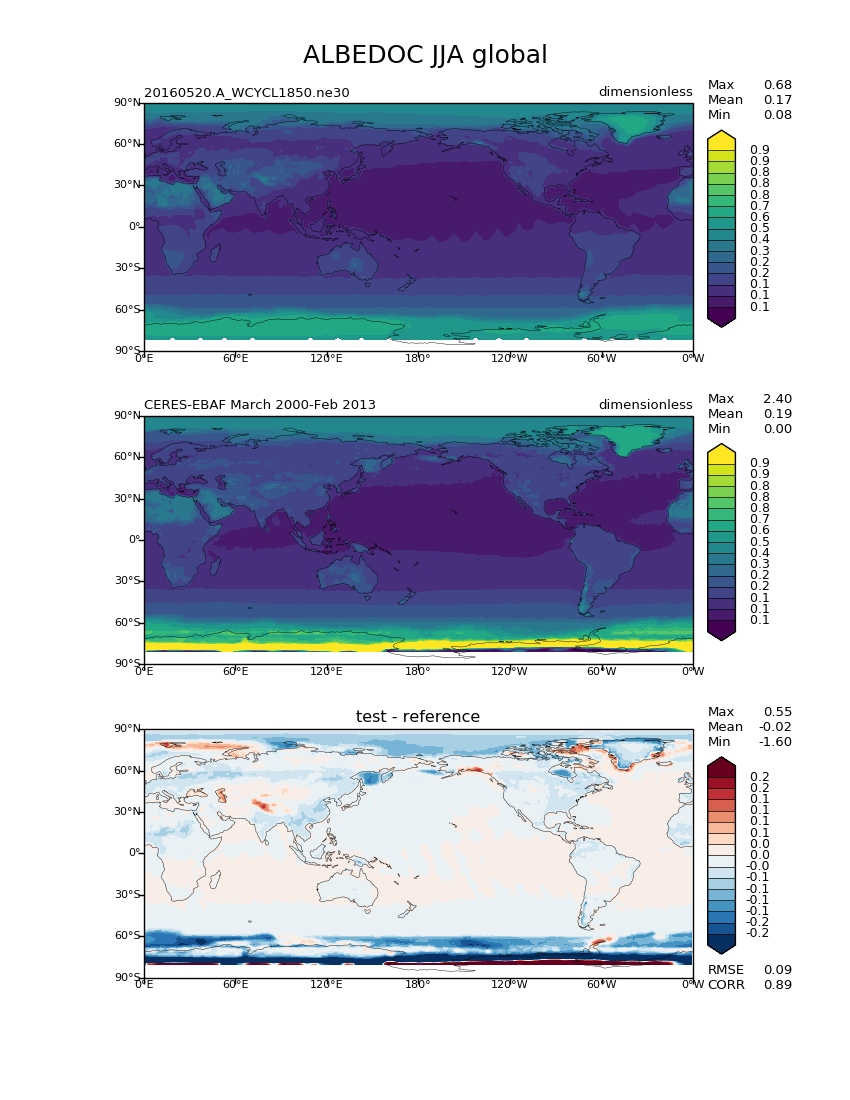 ALBEDOC JJA global
20160520.A_WCYCL1850.ne30 dimensionless
Max 0.68
Mean 0.17
Min 0.08
90°N
60°N
30°N
0°
30°S
60°S
90°S
0°E 60°E 120°E 180° 120°W 60°W 0°W
0.9
0.9
0.8
0.8
0.8
0.7
0.6
0.5
0.4
0.3
0.2
0.2
0.1
0.1
0.1
CERES-EBAF March 2000-Feb 2013 dimensionless
Max 2.40
Mean 0.19
Min 0.00
90°N
60°N
30°N
0°
30°S
60°S
90°S
0°E 60°E 120°E 180° 120°W 60°W 0°W
0.9
0.9
0.8
0.8
0.8
0.7
0.6
0.5
0.4
0.3
0.2
0.2
0.1
0.1
0.1
test - reference
Max 0.55
Mean -0.02
Min -1.60
90°N
60°N
30°N
0°
30°S
60°S
90°S
0°E 60°E 120°E 180° 120°W 60°W 0°W
0.2
0.2
0.1
0.1
0.1
0.1
0.0
0.0
-0.0
-0.1
-0.1
-0.1
-0.1
-0.2
-0.2
RMSE 0.09
CORR 0.89